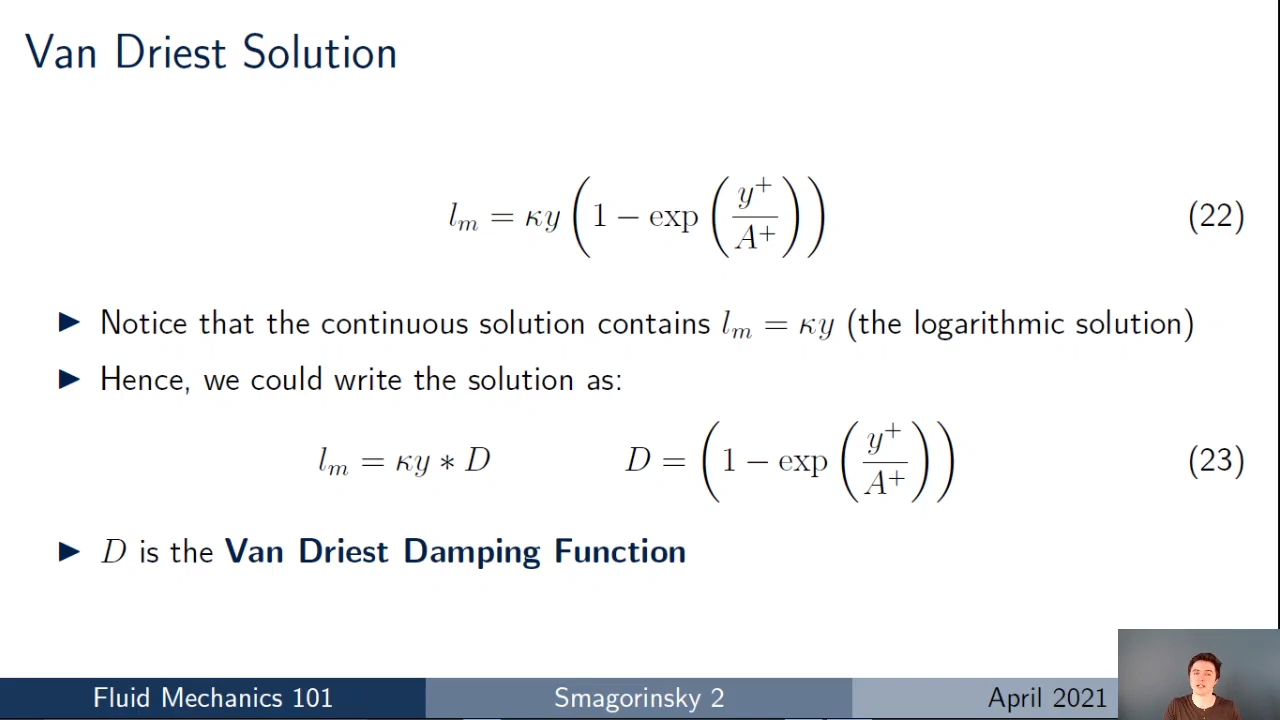 Van Driest Solution
l_m = κy (1 − exp (y⁺/A⁺)) (22)
▶ Notice that the continuous solution contains l_m = κy (the logarithmic solution)
▶ Hence, we could write the solution as:
l_m = κy ∗ D D = (1 − exp (y⁺/A⁺)) (23)
▶ D is the Van Driest Damping Function
Fluid Mechanics 101 Smagorinsky 2 April 2021